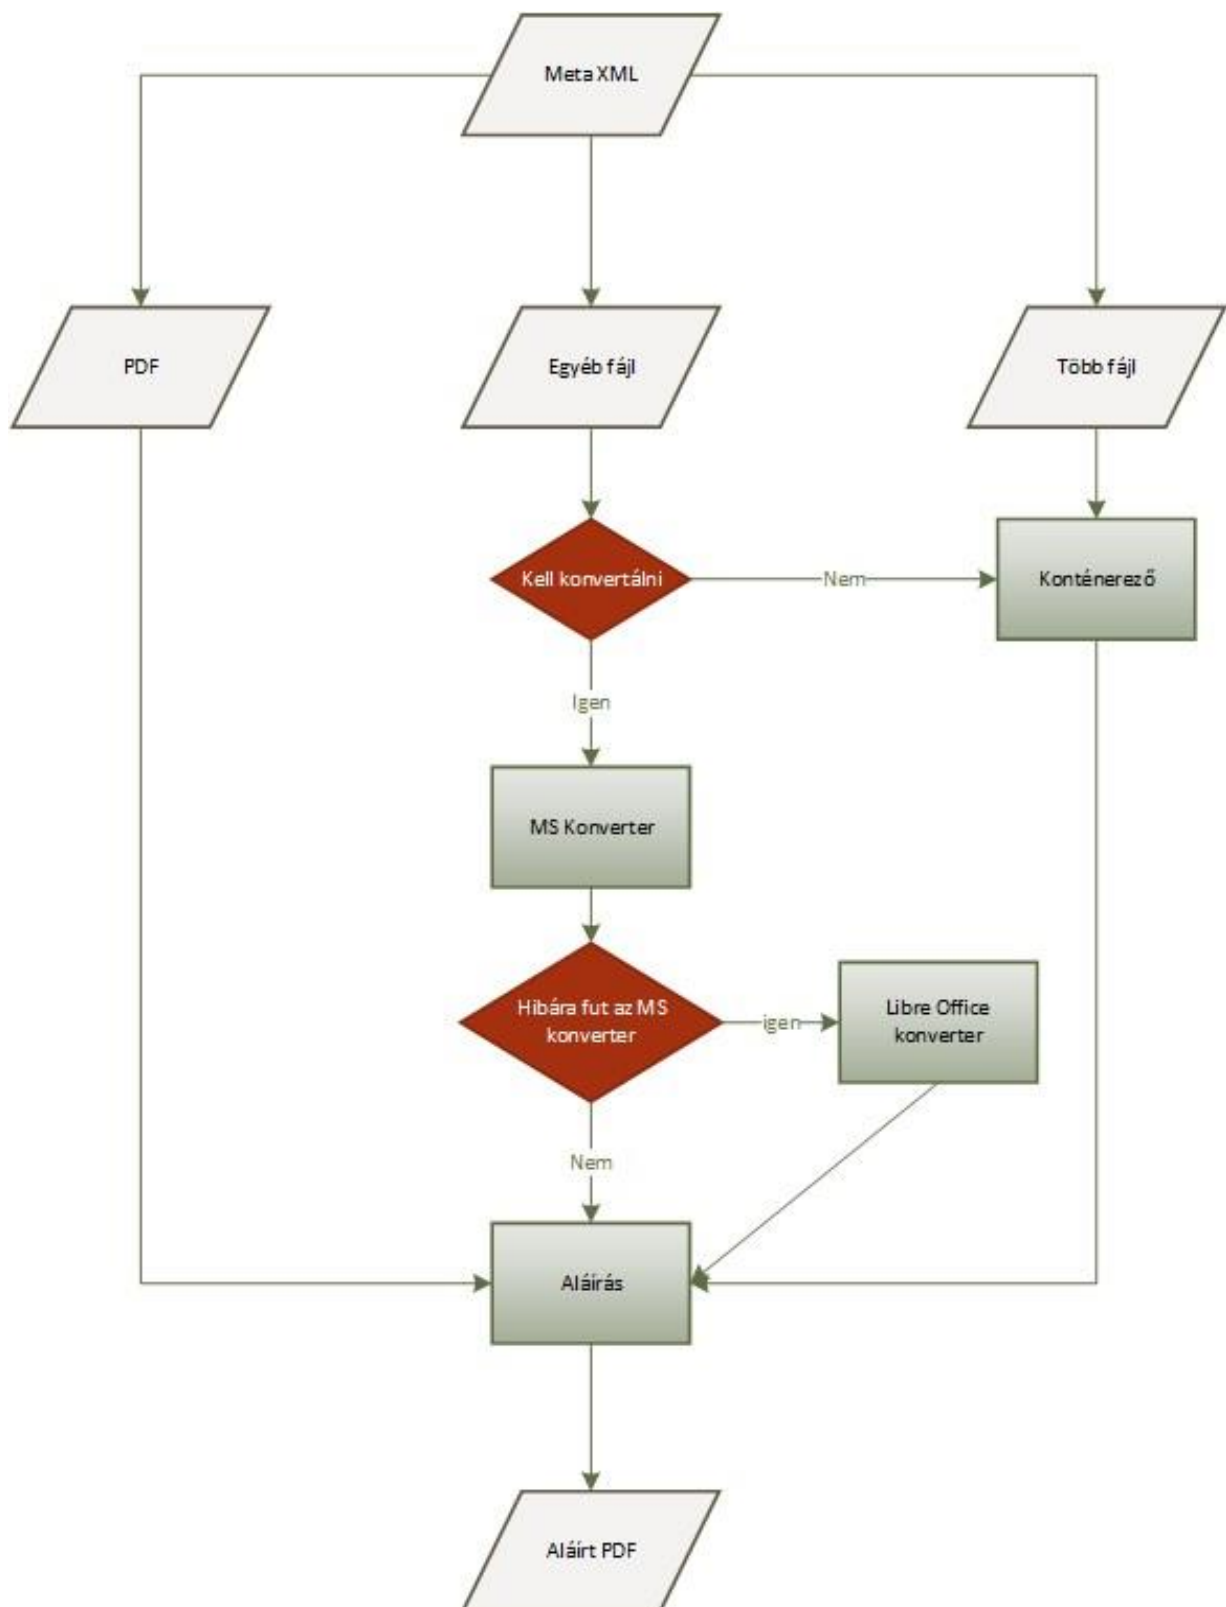 Meta XML
PDF
Egyéb fájl
Több fájl
Kell konvertálni
Nem
Konténerező
Igen
MS Konverter
Hibára fut az MS
konverter
igen
Libre Office
konverter
Nem
Aláírás
Aláírt PDF